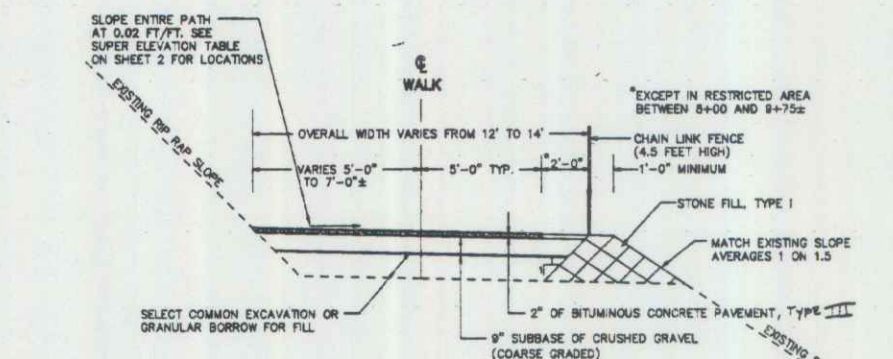 SLOPE ENTIRE PATH
AT 0.02 FT/FT. SEE
SUPER ELEVATION TABLE
ON SHEET 2 FOR LOCATIONS
EXISTING RIP RAP SLOPE
℄
WALK
*EXCEPT IN RESTRICTED AREA
BETWEEN 8+00 AND 9+75±
OVERALL WIDTH VARIES FROM 12' TO 14'
CHAIN LINK FENCE
(4.5 FEET HIGH)
VARIES 5'-0"
TO 7'-0"±
5'-0" TYP.
*2'-0"
1'-0" MINIMUM
STONE FILL, TYPE I
MATCH EXISTING SLOPE
AVERAGES 1 ON 1.5
1
SELECT COMMON EXCAVATION OR
GRANULAR BORROW FOR FILL
2" OF BITUMINOUS CONCRETE PAVEMENT, TYPE III
9" SUBBASE OF CRUSHED GRAVEL
(COARSE GRADED)
EXISTING